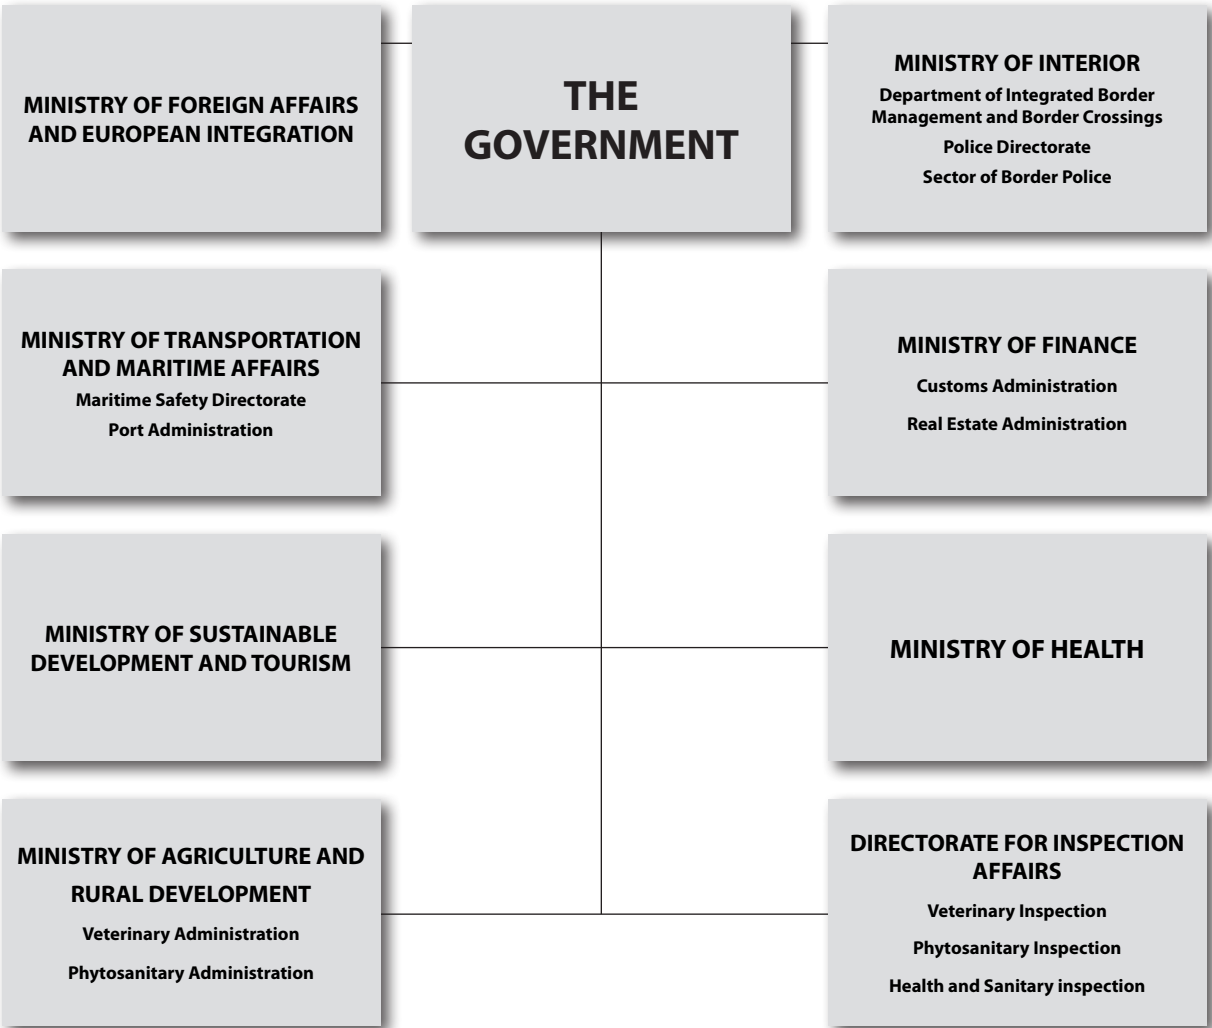 MINISTRY OF FOREIGN AFFAIRS
AND EUROPEAN INTEGRATION
THE
GOVERNMENT
MINISTRY OF INTERIOR
Department of Integrated Border
Management and Border Crossings
Police Directorate
Sector of Border Police
MINISTRY OF TRANSPORTATION
AND MARITIME AFFAIRS
Maritime Safety Directorate
Port Administration
MINISTRY OF FINANCE
Customs Administration
Real Estate Administration
MINISTRY OF SUSTAINABLE
DEVELOPMENT AND TOURISM
MINISTRY OF HEALTH
MINISTRY OF AGRICULTURE AND
RURAL DEVELOPMENT
Veterinary Administration
Phytosanitary Administration
DIRECTORATE FOR INSPECTION
AFFAIRS
Veterinary Inspection
Phytosanitary Inspection
Health and Sanitary inspection